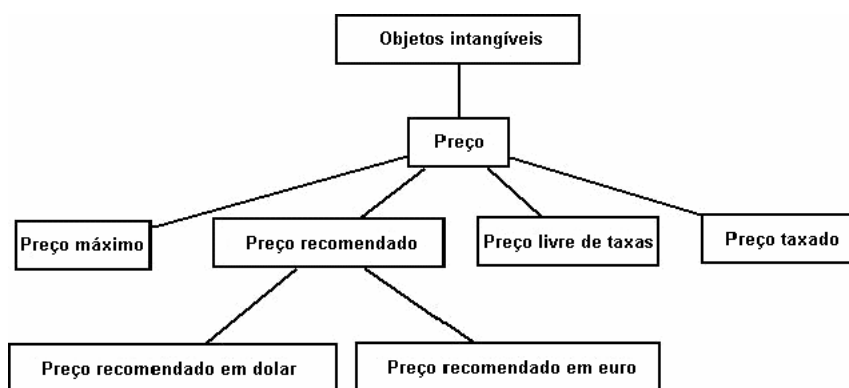 Objetos intangíveis
Preço
Preço máximo
Preço recomendado
Preço livre de taxas
Preço taxado
Preço recomendado em dolar
Preço recomendado em euro